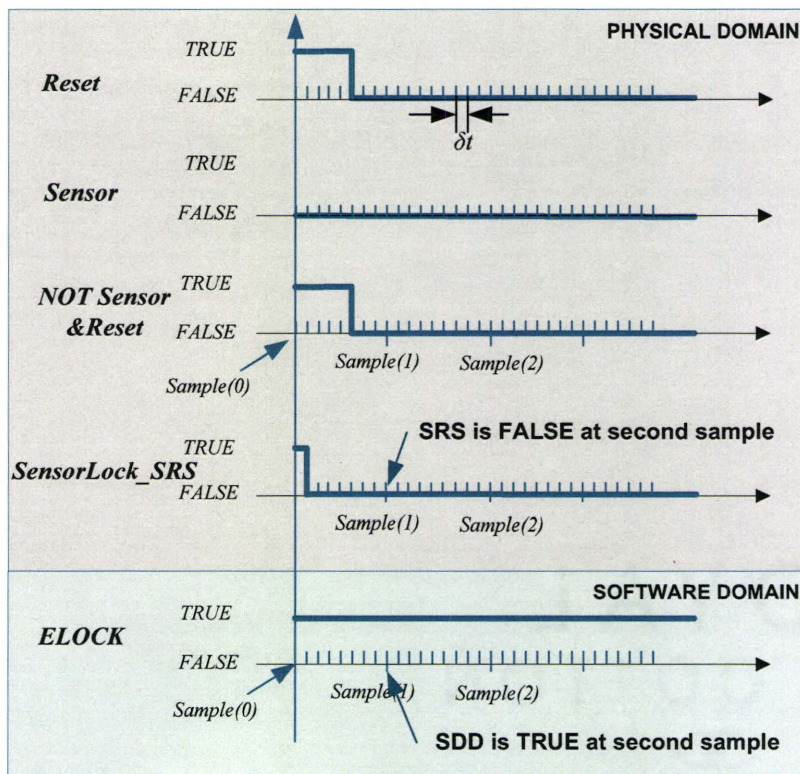 PHYSICAL DOMAIN
TRUE
Reset
FALSE
δt
TRUE
Sensor
FALSE
TRUE
NOT Sensor
&Reset
FALSE
Sample(0)
Sample(1)
Sample(2)
SRS is FALSE at second sample
TRUE
SensorLock_SRS
FALSE
Sample(1)
Sample(2)
SOFTWARE DOMAIN
TRUE
ELOCK
FALSE
Sample(0)
Sample(1)
Sample(2)
SDD is TRUE at second sample